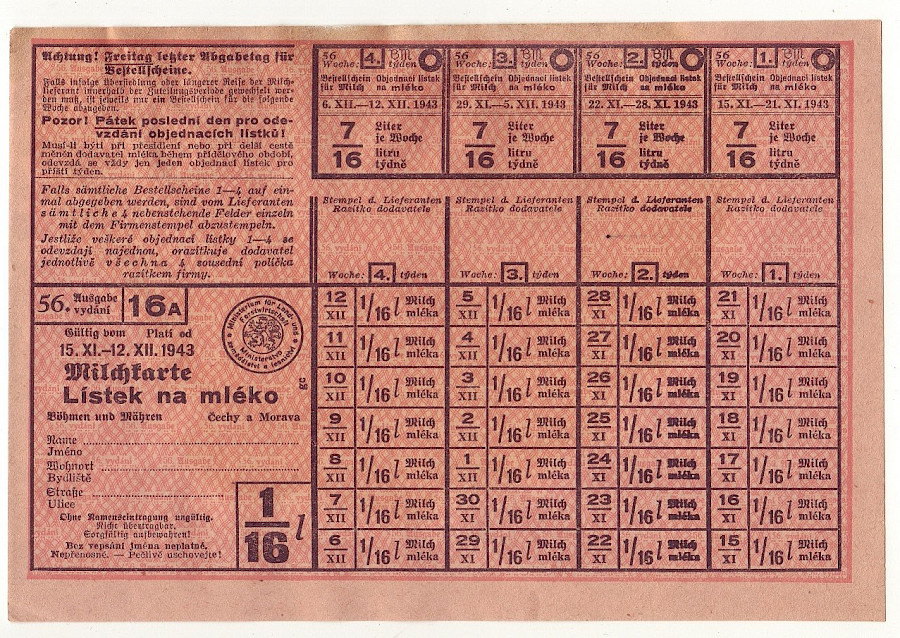 Achtung! Freitag letzter Abgabetag für
Bestellscheine.
Falls infolge Übersiedlung oder längerer Reise der Milch-
lieferant innerhalb der Zuteilungsperiode gewechselt wer-
den muß, ist jeweils nur ein Bestellschein für die folgende
Woche abzugeben.
Pozor! Pátek poslední den pro ode-
vzdání objednacích lístků!
Musí-li býti při přesídlení nebo při delší cestě
měněn dodavatel mléka během přídělového období,
odevzdá se vždy jen jeden objednací lístek pro
příští týden.
Falls sämtliche Bestellscheine 1—4 auf ein-
mal abgegeben werden, sind vom Lieferanten
sämtliche 4 nebenstehende Felder einzeln
mit dem Firmenstempel abzustempeln.
Jestliže veškeré objednací lístky 1—4 se
odevzdají najednou, orazítkuje dodavatel
jednotlivě všechna 4 sousední políčka
razítkem firmy.
56. Ausgabe vydání 16A
Gültig vom Platí od
15. XI.—12. XII. 1943
Milchkarte
Lístek na mléko
Böhmen und Mähren Čechy a Morava
Name
Jméno
Wohnort
Bydliště
Straße
Ulice
Ohne Namenseintragung ungültig.
Nicht übertragbar.
Sorgfältig aufbewahren!
Bez vepsání jména neplatné.
Nepřenosné. — Pečlivě uschovejte!
1/16 l
Ministerium für Land- und Forstwirtschaft
Ministerstvo zemědělství a lesnictví
56 4. BM
Woche: týden
Bestellschein Objednací lístek
für Milch na mléko
6. XII.—12. XII. 1943
7/16 Liter je Woche
litru týdně
56 3. BM
Woche: týden
Bestellschein Objednací lístek
für Milch na mléko
29. XI.—5. XII. 1943
7/16 Liter je Woche
litru týdně
56 2. BM
Woche: týden
Bestellschein Objednací lístek
für Milch na mléko
22. XI.—28. XI. 1943
7/16 Liter je Woche
litru týdně
56 1. BM
Woche: týden
Bestellschein Objednací lístek
für Milch na mléko
15. XI.—21. XI. 1943
7/16 Liter je Woche
litru týdně
Stempel d. Lieferanten Stempel d. Lieferanten Stempel d. Lieferanten Stempel d. Lieferanten
Razítko dodavatele Razítko dodavatele Razítko dodavatele Razítko dodavatele
Woche: 4. týden Woche: 3. týden Woche: 2. týden Woche: 1. týden
12/XII 1/16 l Milch mléka 5/XII 1/16 l Milch mléka 28/XI 1/16 l Milch mléka 21/XI 1/16 l Milch mléka
11/XII 1/16 l Milch mléka 4/XII 1/16 l Milch mléka 27/XI 1/16 l Milch mléka 20/XI 1/16 l Milch mléka
10/XII 1/16 l Milch mléka 3/XII 1/16 l Milch mléka 26/XI 1/16 l Milch mléka 19/XI 1/16 l Milch mléka
9/XII 1/16 l Milch mléka 2/XII 1/16 l Milch mléka 25/XI 1/16 l Milch mléka 18/XI 1/16 l Milch mléka
8/XII 1/16 l Milch mléka 1/XII 1/16 l Milch mléka 24/XI 1/16 l Milch mléka 17/XI 1/16 l Milch mléka
7/XII 1/16 l Milch mléka 30/XI 1/16 l Milch mléka 23/XI 1/16 l Milch mléka 16/XI 1/16 l Milch mléka
6/XII 1/16 l Milch mléka 29/XI 1/16 l Milch mléka 22/XI 1/16 l Milch mléka 15/XI 1/16 l Milch mléka